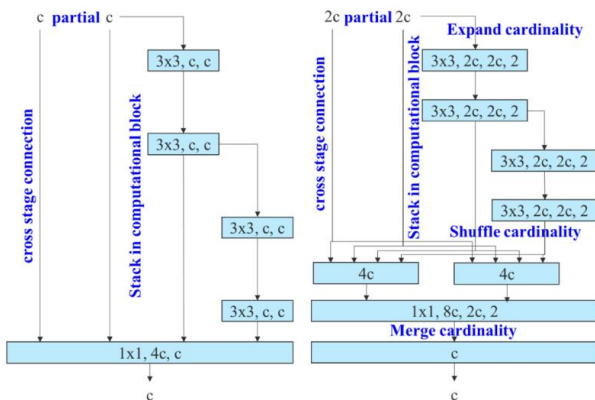 c partial c
3x3, c, c
3x3, c, c
cross stage connection
Stack in computational block
3x3, c, c
3x3, c, c
1x1, 4c, c
c
2c partial 2c
Expand cardinality
3x3, 2c, 2c, 2
3x3, 2c, 2c, 2
cross stage connection
Stack in computational block
3x3, 2c, 2c, 2
3x3, 2c, 2c, 2
Shuffle cardinality
4c
4c
1x1, 8c, 2c, 2
Merge cardinality
c
c